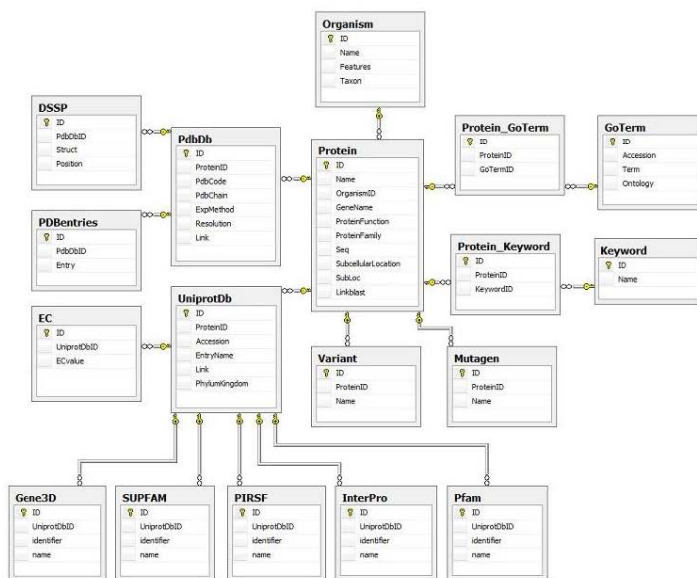 Organism
ID
Name
Features
Taxon
DSSP
ID
PdbDbID
Struct
Position
PdbDb
ID
ProteinID
PdbCode
PdbChain
ExpMethod
Resolution
Link
Protein
ID
Name
OrganismID
GeneName
ProteinFunction
ProteinFamily
Seq
SubcellularLocation
SubLoc
Linkblast
Protein_GoTerm
ID
ProteinID
GoTermID
GoTerm
ID
Accession
Term
Ontology
PDBentries
ID
PdbDbID
Entry
Protein_Keyword
ID
ProteinID
KeywordID
Keyword
ID
Name
EC
ID
UniprotDbID
ECvalue
UniprotDb
ID
ProteinID
Accession
EntryName
Link
PhylumKingdom
Variant
ID
ProteinID
Name
Mutagen
ID
ProteinID
Name
Gene3D
ID
UniprotDbID
identifier
name
SUPFAM
ID
UniprotDbID
identifier
name
PIRSF
ID
UniprotDbID
identifier
name
InterPro
ID
UniprotDbID
identifier
name
Pfam
ID
UniprotDbID
identifier
name